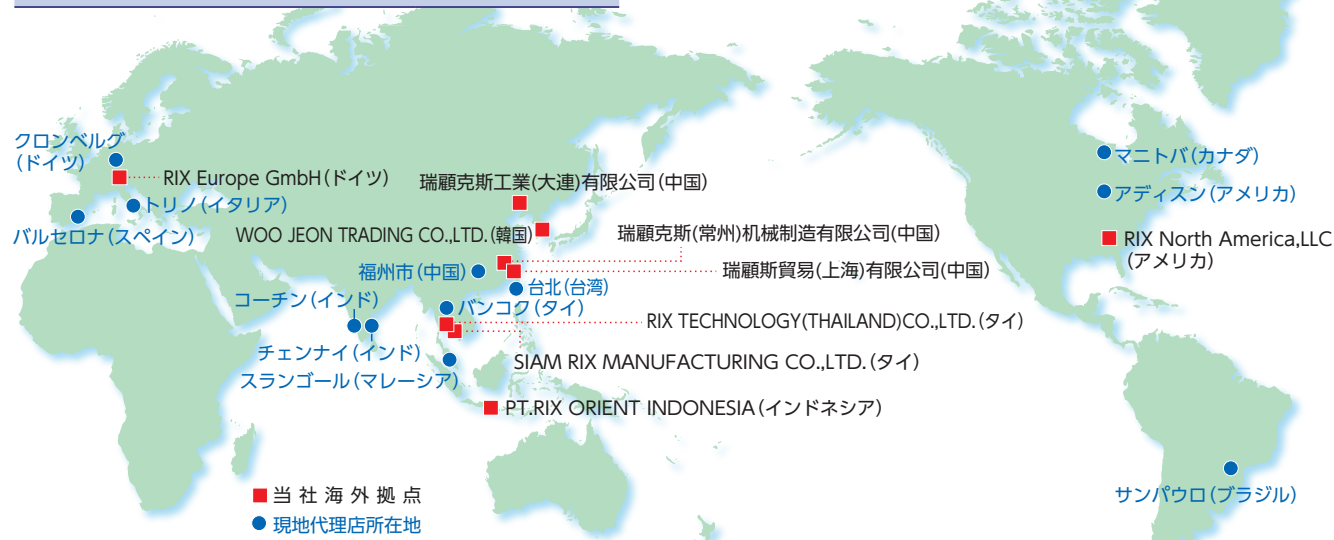 クロンベルグ
(ドイツ)
RIX Europe GmbH(ドイツ)
トリノ(イタリア)
バルセロナ(スペイン)
瑞顧克斯工業(大連)有限公司(中国)
WOO JEON TRADING CO.,LTD.(韓国)
瑞顧克斯(常州)机械制造有限公司(中国)
瑞顧斯貿易(上海)有限公司(中国)
福州市(中国)
台北(台湾)
コーチン(インド)
バンコク(タイ)
RIX TECHNOLOGY(THAILAND)CO.,LTD.(タイ)
チェンナイ(インド)
SIAM RIX MANUFACTURING CO.,LTD.(タイ)
スランゴール(マレーシア)
PT.RIX ORIENT INDONESIA(インドネシア)
マニトバ(カナダ)
アディスン(アメリカ)
RIX North America,LLC
(アメリカ)
サンパウロ(ブラジル)
当社海外拠点
現地代理店所在地